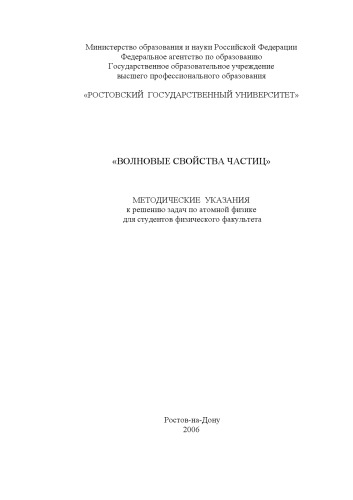 Министерство образования и науки Российской Федерации
Федеральное агентство по образованию
Государственное образовательное учреждение
высшего профессионального образования
«РОСТОВСКИЙ ГОСУДАРСТВЕННЫЙ УНИВЕРСИТЕТ»
«ВОЛНОВЫЕ СВОЙСТВА ЧАСТИЦ»
МЕТОДИЧЕСКИЕ УКАЗАНИЯ
к решению задач по атомной физике
для студентов физического факультета
Ростов-на-Дону
2006